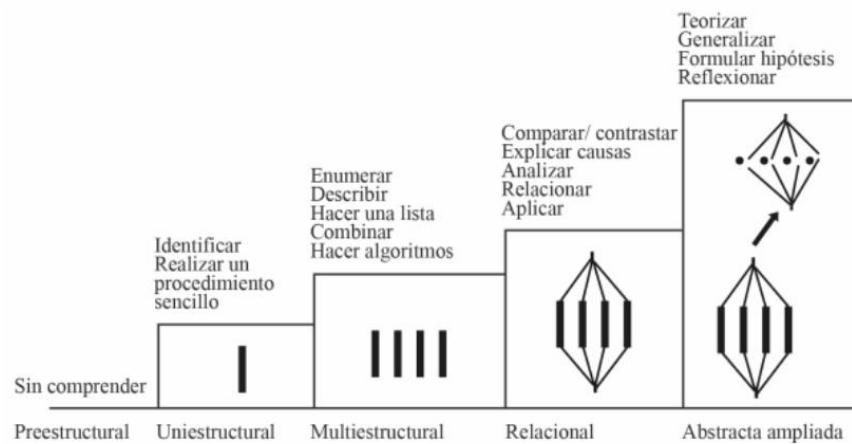 Sin comprender
Preestructural
Identificar
Realizar un
procedimiento
sencillo
Uniestructural
Enumerar
Describir
Hacer una lista
Combinar
Hacer algoritmos
Multiestructural
Comparar/ contrastar
Explicar causas
Analizar
Relacionar
Aplicar
Relacional
Teorizar
Generalizar
Formular hipótesis
Reflexionar
Abstracta ampliada